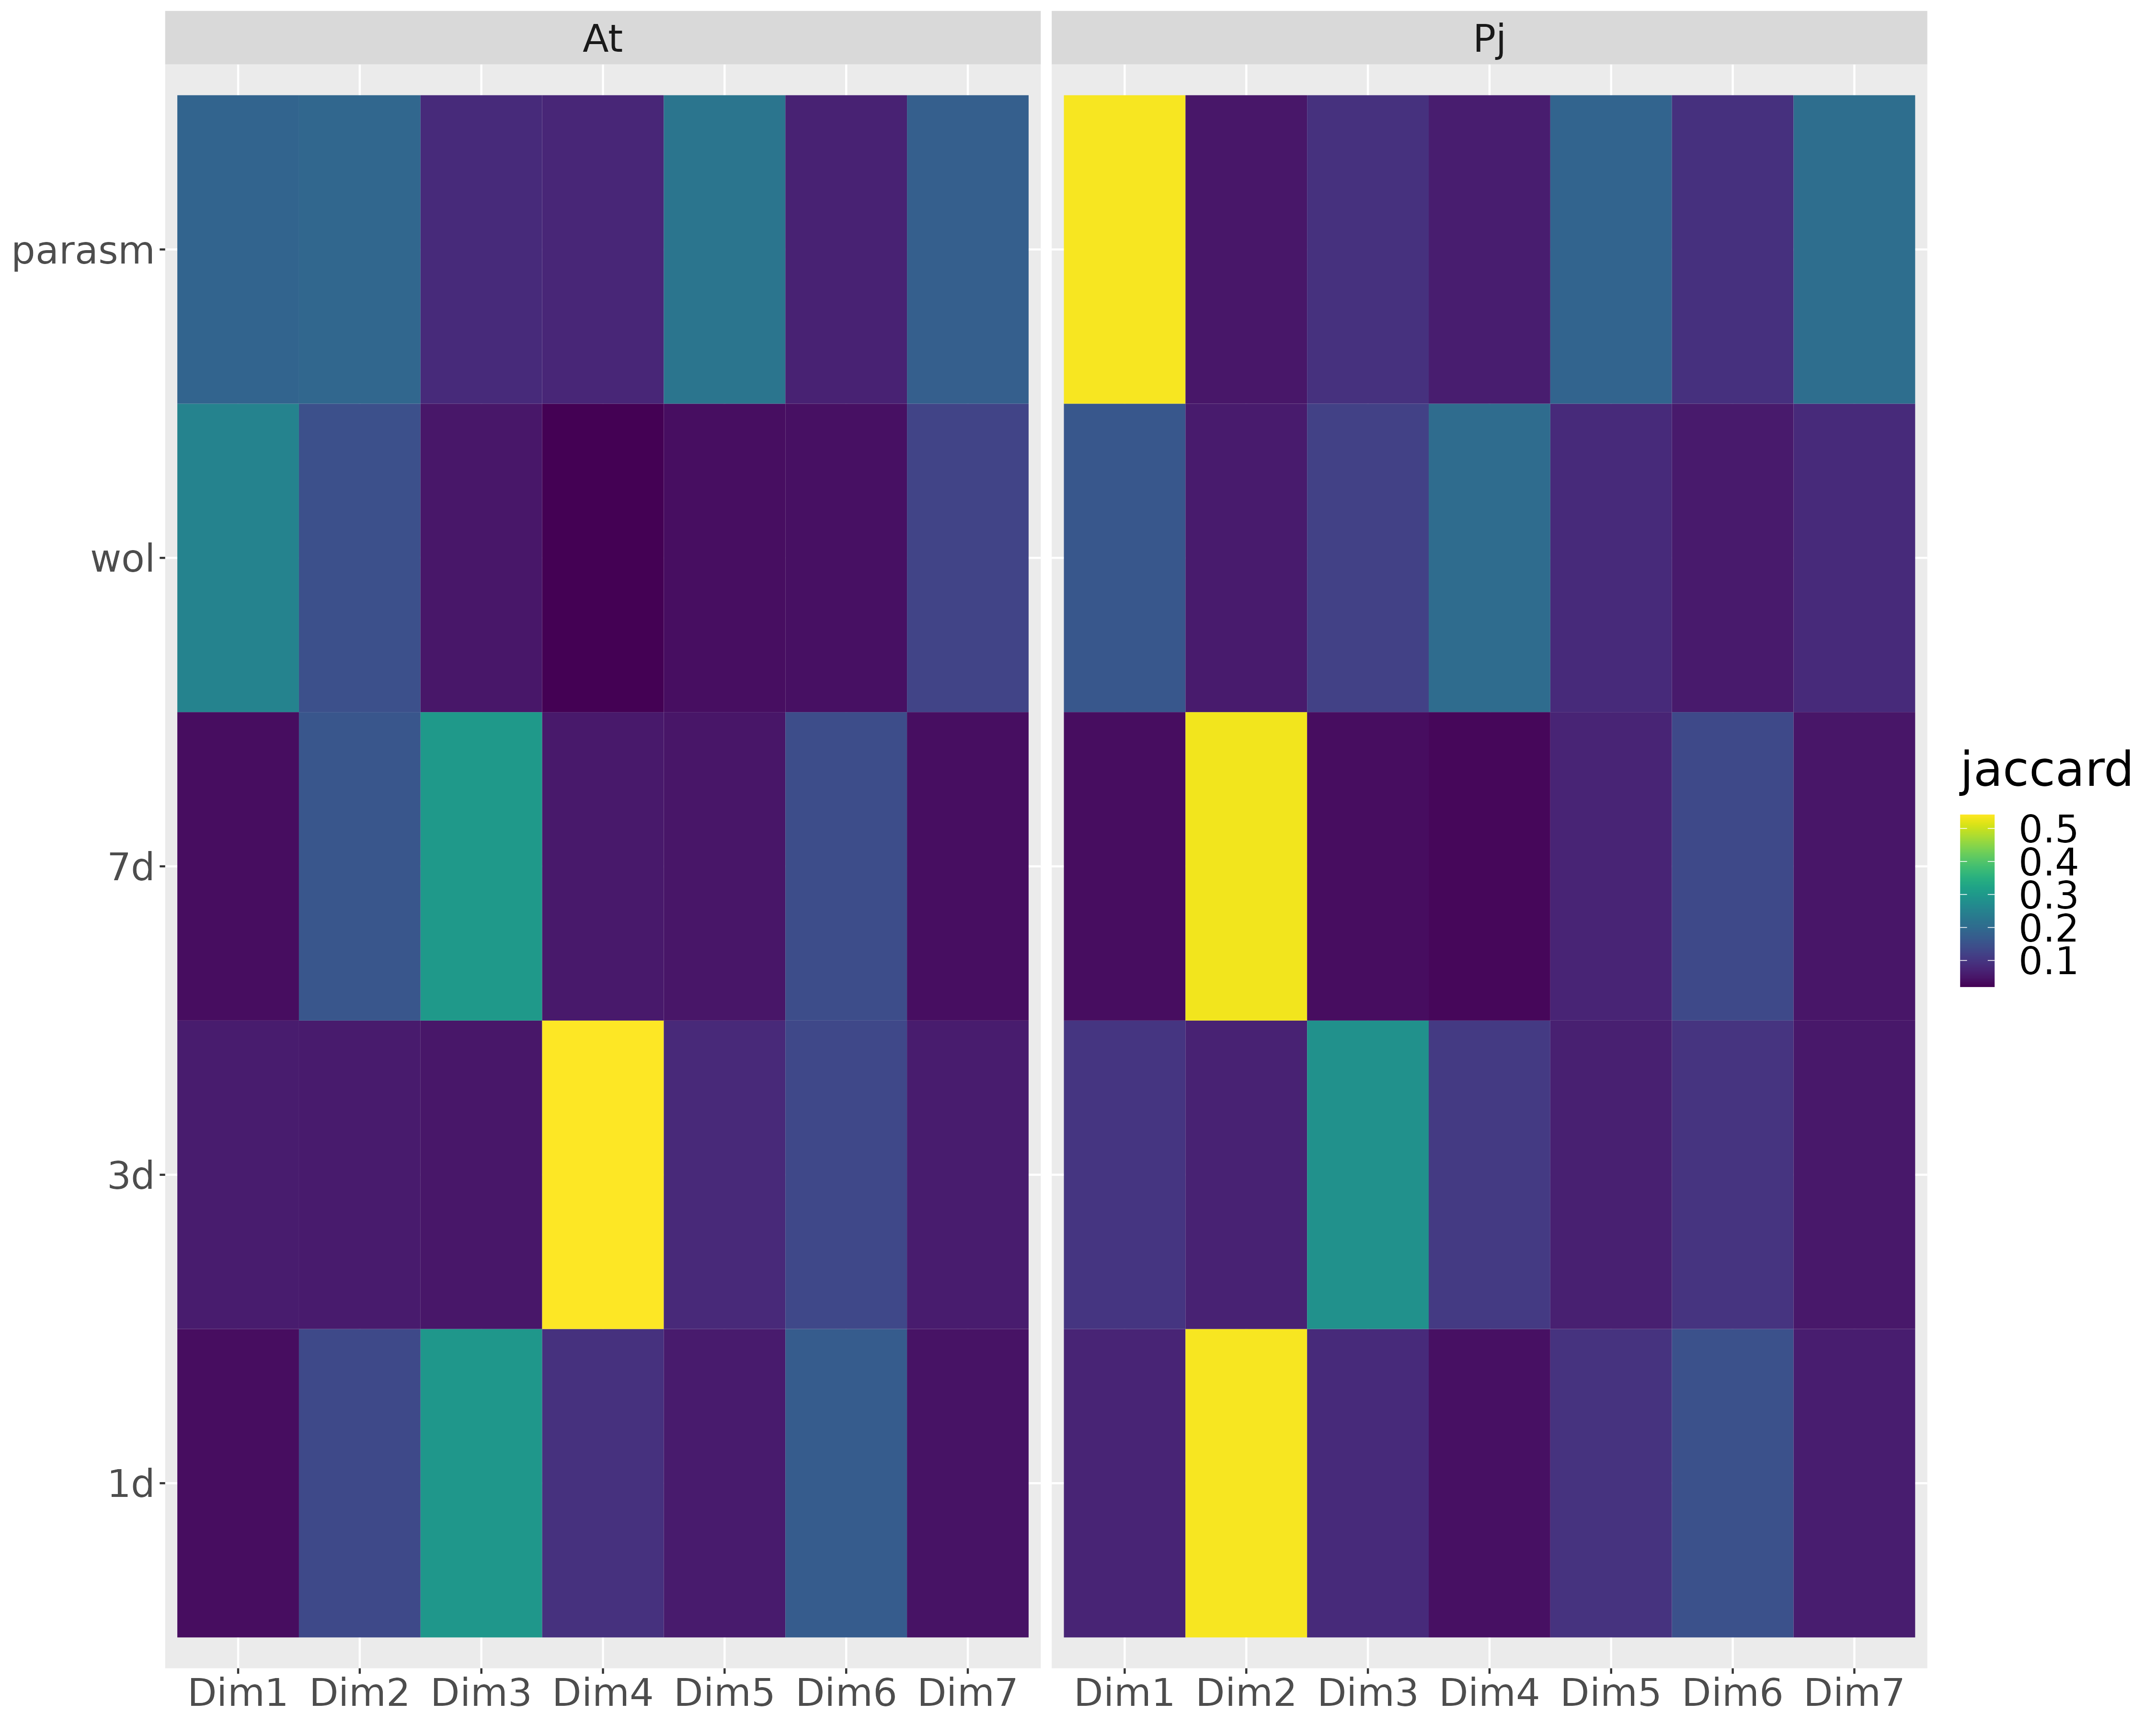 At Pj
parasm
wol
7d
3d
1d
Dim1 Dim2 Dim3 Dim4 Dim5 Dim6 Dim7 Dim1 Dim2 Dim3 Dim4 Dim5 Dim6 Dim7
jaccard
0.5
0.4
0.3
0.2
0.1